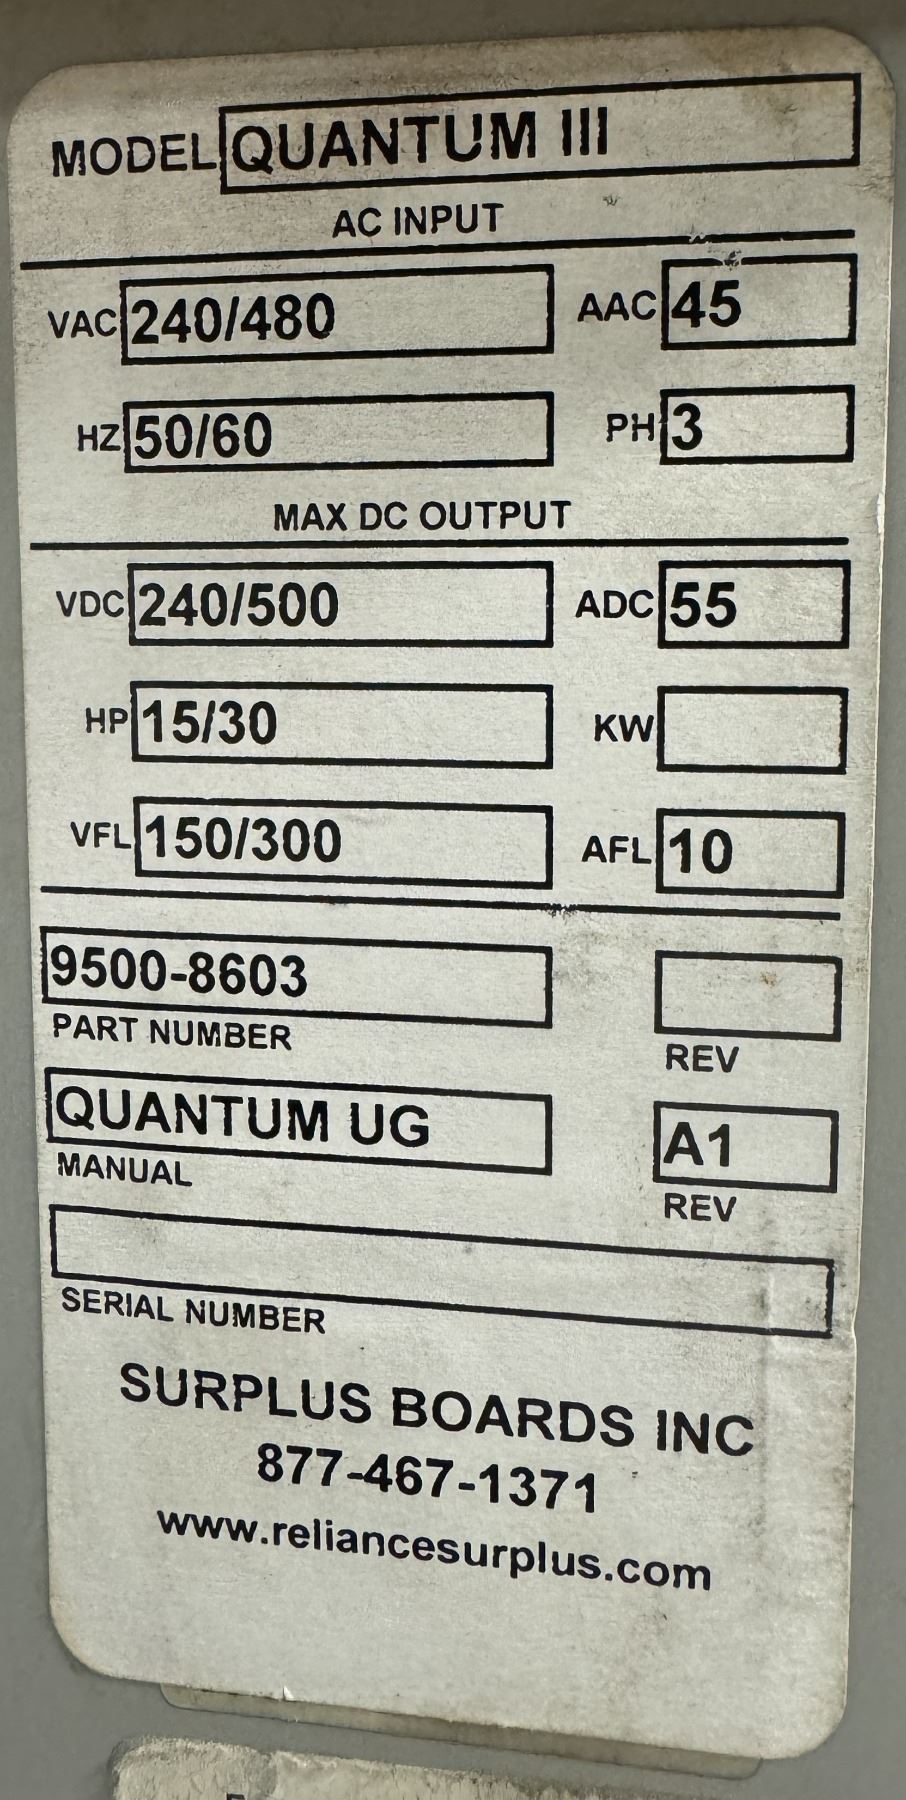 MODEL QUANTUM III
AC INPUT
VAC 240/480 AAC 45
HZ 50/60 PH 3
MAX DC OUTPUT
VDC 240/500 ADC 55
HP 15/30 KW
VFL 150/300 AFL 10
9500-8603
PART NUMBER REV
QUANTUM UG A1
MANUAL REV
SERIAL NUMBER
SURPLUS BOARDS INC
877-467-1371
www.reliancesurplus.com